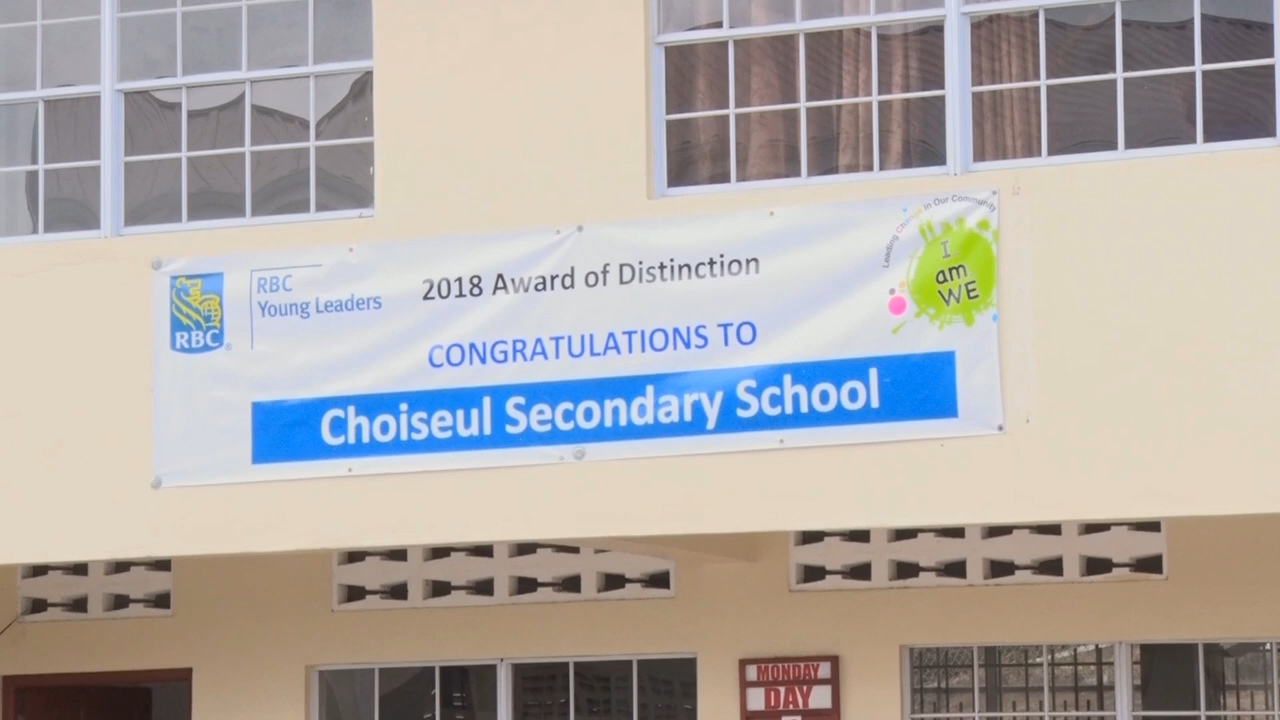 RBC
RBC
Young Leaders
2018 Award of Distinction
CONGRATULATIONS TO
Choiseul Secondary School
Leading Change in Our Community
I
am
WE
MONDAY
DAY